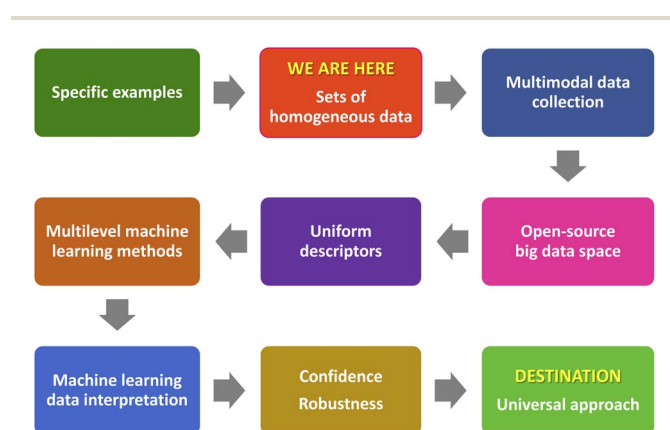 Specific examples
WE ARE HERE
Sets of
homogeneous data
Multimodal data
collection
Open-source
big data space
Uniform
descriptors
Multilevel machine
learning methods
Machine learning
data interpretation
Confidence
Robustness
DESTINATION
Universal approach